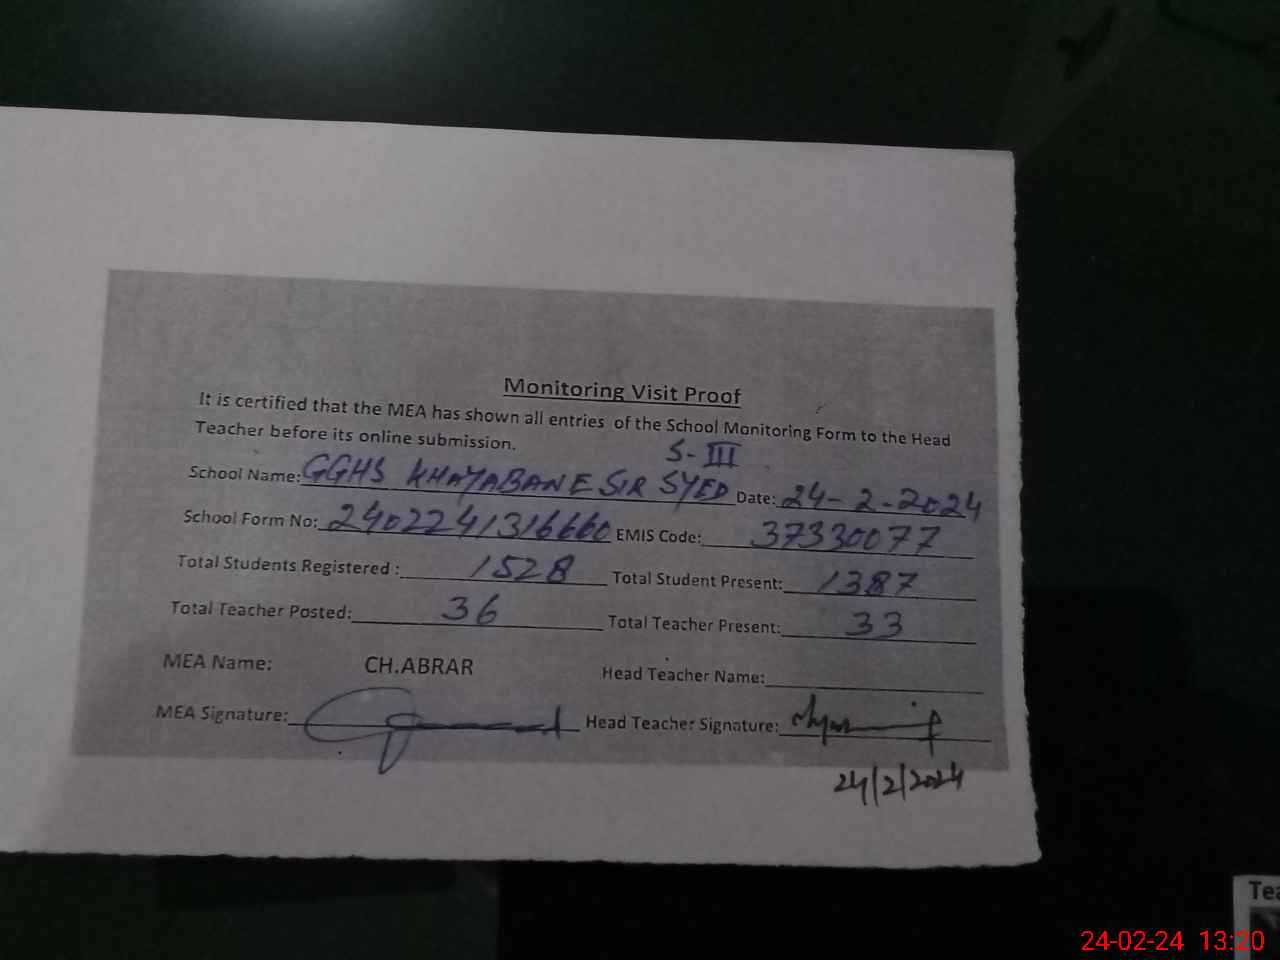 Monitoring Visit Proof
It is certified that the MEA has shown all entries of the School Monitoring Form to the Head
Teacher before its online submission.
S-III
School Name: GGHS KHAYABANE SIR SYED Date: 24-2-2024
School Form No: 2402241316660 EMIS Code: 37330077
Total Students Registered : 1528 Total Student Present: 1387
Total Teacher Posted: 36 Total Teacher Present: 33
MEA Name: CH.ABRAR Head Teacher Name:
MEA Signature: Head Teacher Signature:
24/2/2024
Tea
24-02-24 13:20